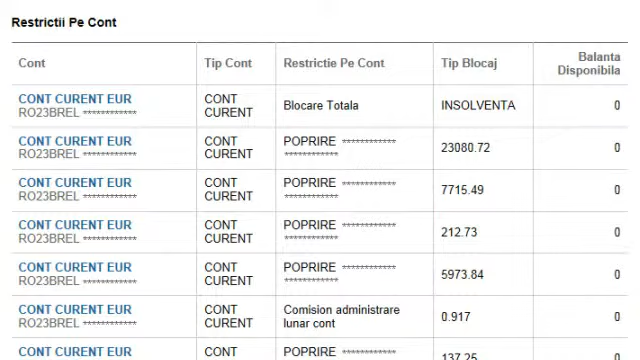 Restrictii Pe Cont
Cont Tip Cont Restrictie Pe Cont Tip Blocaj Balanta Disponibila
CONT CURENT EUR CONT Blocare Totala INSOLVENTA 0
RO23BREL ************ CURENT
CONT CURENT EUR CONT POPRIRE ************ 23080.72 0
RO23BREL ************ CURENT ************
CONT CURENT EUR CONT POPRIRE ************ 7715.49 0
RO23BREL ************ CURENT ************
CONT CURENT EUR CONT POPRIRE ************ 212.73 0
RO23BREL ************ CURENT ************
CONT CURENT EUR CONT POPRIRE ************ 5973.84 0
RO23BREL ************ CURENT ************
CONT CURENT EUR CONT Comision administrare 0.917 0
RO23BREL ************ CURENT lunar cont
CONT CURENT EUR CONT POPRIRE ************ 137.25 0